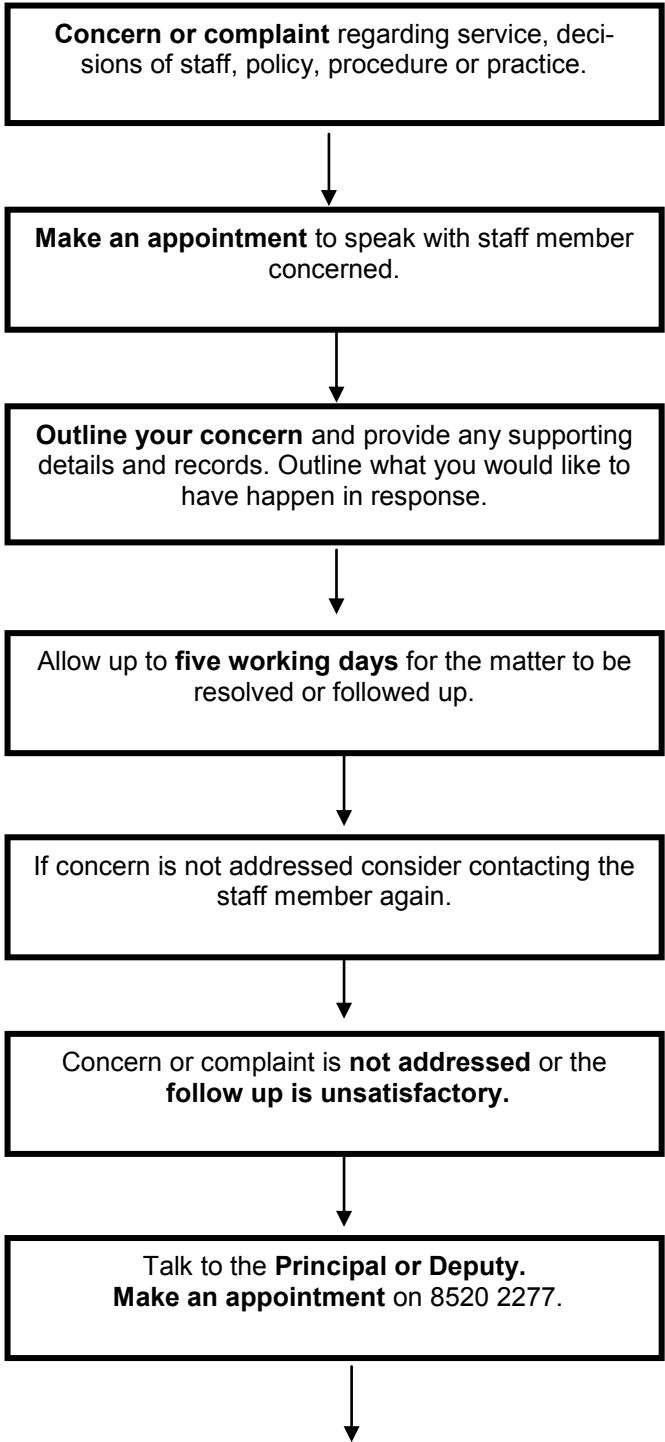 Concern or complaint regarding service, deci-
sions of staff, policy, procedure or practice.
Make an appointment to speak with staff member
concerned.
Outline your concern and provide any supporting
details and records. Outline what you would like to
have happen in response.
Allow up to five working days for the matter to be
resolved or followed up.
If concern is not addressed consider contacting the
staff member again.
Concern or complaint is not addressed or the
follow up is unsatisfactory.
Talk to the Principal or Deputy.
Make an appointment on 8520 2277.